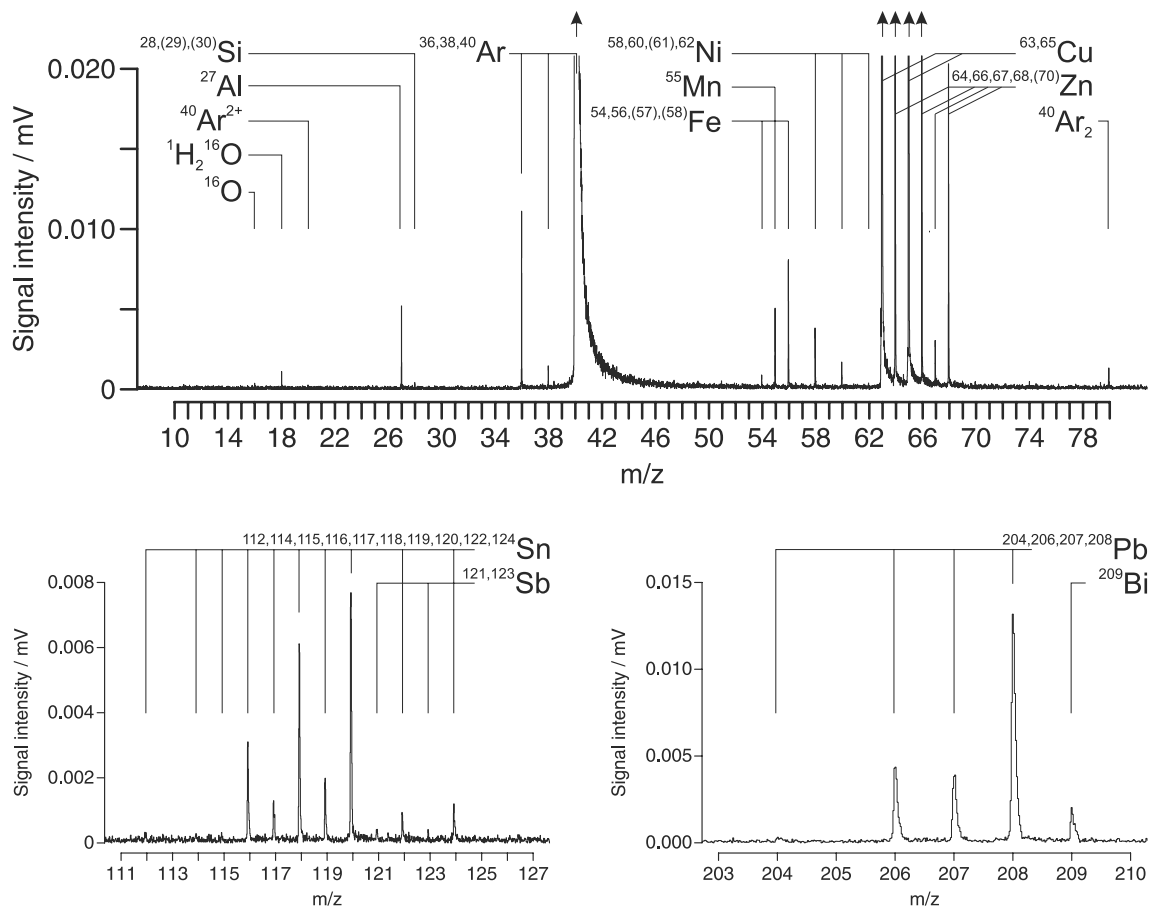 28,(29),(30)Si
27Al
40Ar2+
1H216O
16O
36,38,40Ar
58,60,(61),62Ni
55Mn
54,56,(57),(58)Fe
63,65Cu
64,66,67,68,(70)Zn
40Ar2
Signal intensity / mV
0.020
0.010
0
10 14 18 22 26 30 34 38 42 46 50 54 58 62 66 70 74 78
m/z
112,114,115,116,117,118,119,120,122,124Sn
121,123Sb
Signal intensity / mV
0.008
0.006
0.004
0.002
0
111 113 115 117 119 121 123 125 127
m/z
204,206,207,208Pb
209Bi
Signal intensity / mV
0.015
0.010
0.005
0.000
203 204 205 206 207 208 209 210
m/z